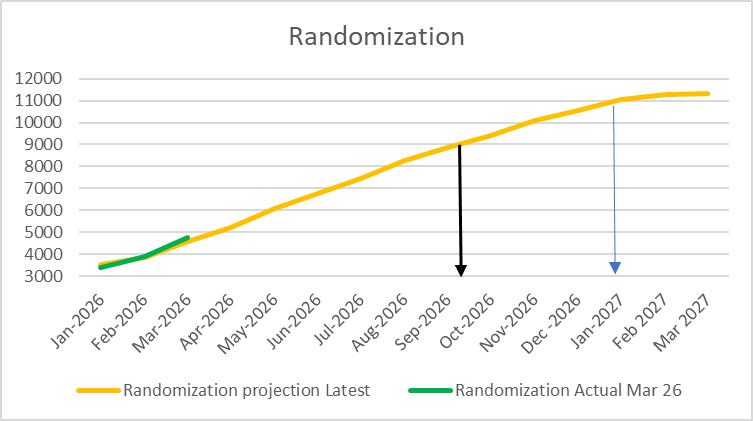 Randomization
12000
11000
10000
9000
8000
7000
6000
5000
4000
3000
Jan-2026
Feb-2026
Mar-2026
Apr-2026
May-2026
Jun-2026
Jul-2026
Aug-2026
Sep-2026
Oct-2026
Nov-2026
Dec -2026
Jan-2027
Feb 2027
Mar 2027
Randomization projection Latest
Randomization Actual Mar 26